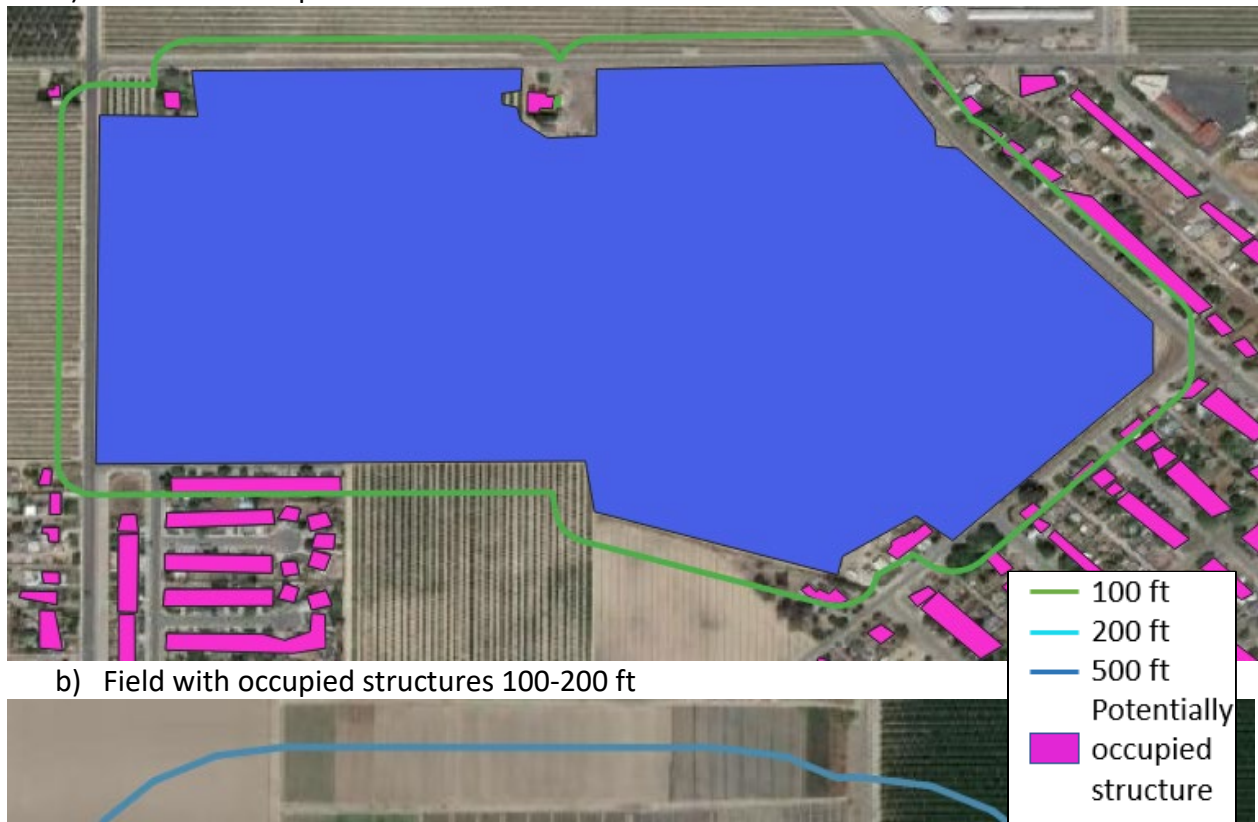 b) Field with occupied structures 100-200 ft
100 ft
200 ft
500 ft
Potentially
occupied
structure